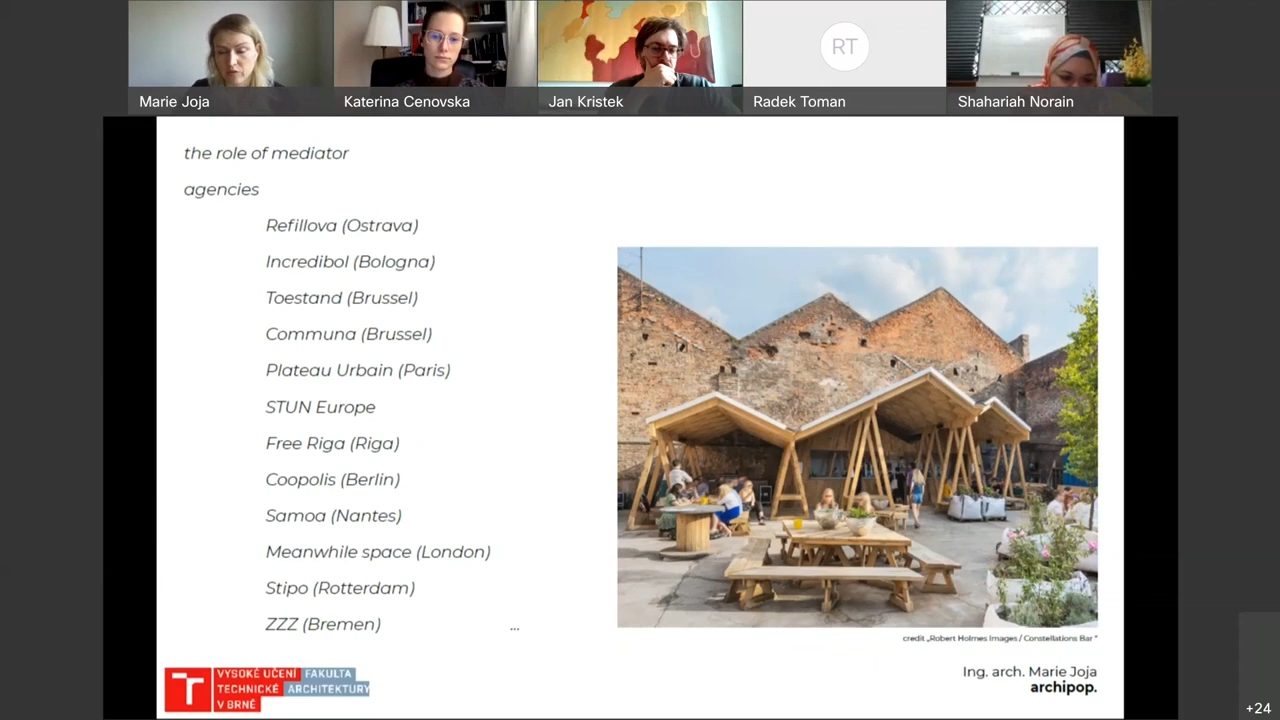 Marie Joja
Katerina Cenovska
Jan Kristek
RT
Radek Toman
Shahariah Norain
the role of mediator
agencies
Refillova (Ostrava)
Incredibol (Bologna)
Toestand (Brussel)
Communa (Brussel)
Plateau Urbain (Paris)
STUN Europe
Free Riga (Riga)
Coopolis (Berlin)
Samoa (Nantes)
Meanwhile space (London)
Stipo (Rotterdam)
ZZZ (Bremen) ...
credit „Robert Holmes Images / Constellations Bar "
T VYSOKÉ UČENÍ FAKULTA
TECHNICKÉ ARCHITEKTURY
V BRNĚ
Ing. arch. Marie Joja
archipop.
+24